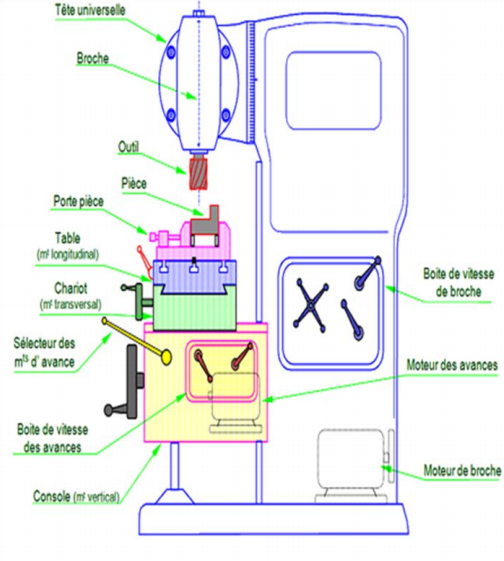 Tête universelle
Broche
Outil
Pièce
Porte pièce
Table
(mᵗ longitudinal)
Chariot
(mᵗ transversal)
Sélecteur des
mᵗˢ d' avance
Boite de vitesse
des avances
Console (mᵗ vertical)
Boite de vitesse
de broche
Moteur des avances
Moteur de broche